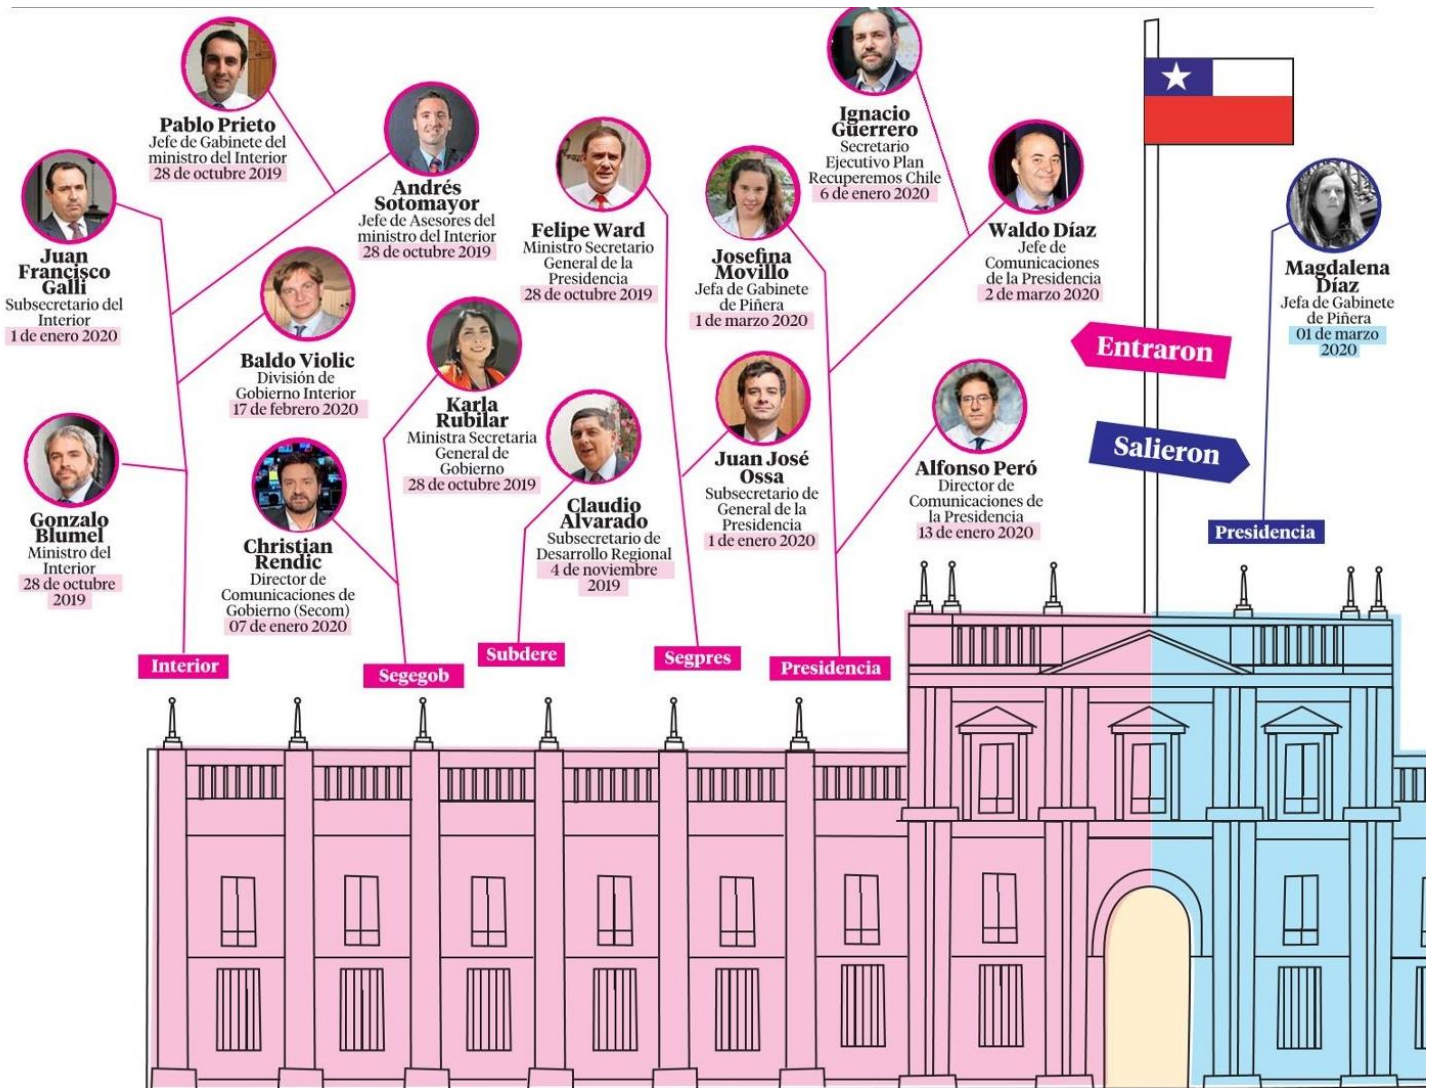 Pablo Prieto
Jefe de Gabinete del
ministro del Interior
28 de octubre 2019
Juan
Francisco
Galli
Subsecretario del
Interior
1 de enero 2020
Andrés
Sotomayor
Jefe de Asesores del
ministro del Interior
28 de octubre 2019
Baldo Violic
División de
Gobierno Interior
17 de febrero 2020
Gonzalo
Blumel
Ministro del
Interior
28 de octubre
2019
Interior
Karla
Rubilar
Ministra Secretaria
General de
Gobierno
28 de octubre 2019
Christian
Rendic
Director de
Comunicaciones de
Gobierno (Secom)
07 de enero 2020
Segegob
Claudio
Alvarado
Subsecretario de
Desarrollo Regional
4 de noviembre
2019
Subdere
Felipe Ward
Ministro Secretario
General de la
Presidencia
28 de octubre 2019
Juan José
Ossa
Subsecretario de
General de la
Presidencia
1 de enero 2020
Segpres
Ignacio
Guerrero
Secretario
Ejecutivo Plan
Recuperemos Chile
6 de enero 2020
Josefina
Movillo
Jefa de Gabinete
de Piñera
1 de marzo 2020
Waldo Díaz
Jefe de
Comunicaciones
de la Presidencia
2 de marzo 2020
Alfonso Peró
Director de
Comunicaciones de
la Presidencia
13 de enero 2020
Presidencia
Entraron
Salieron
Magdalena
Díaz
Jefa de Gabinete
de Piñera
01 de marzo
2020
Presidencia